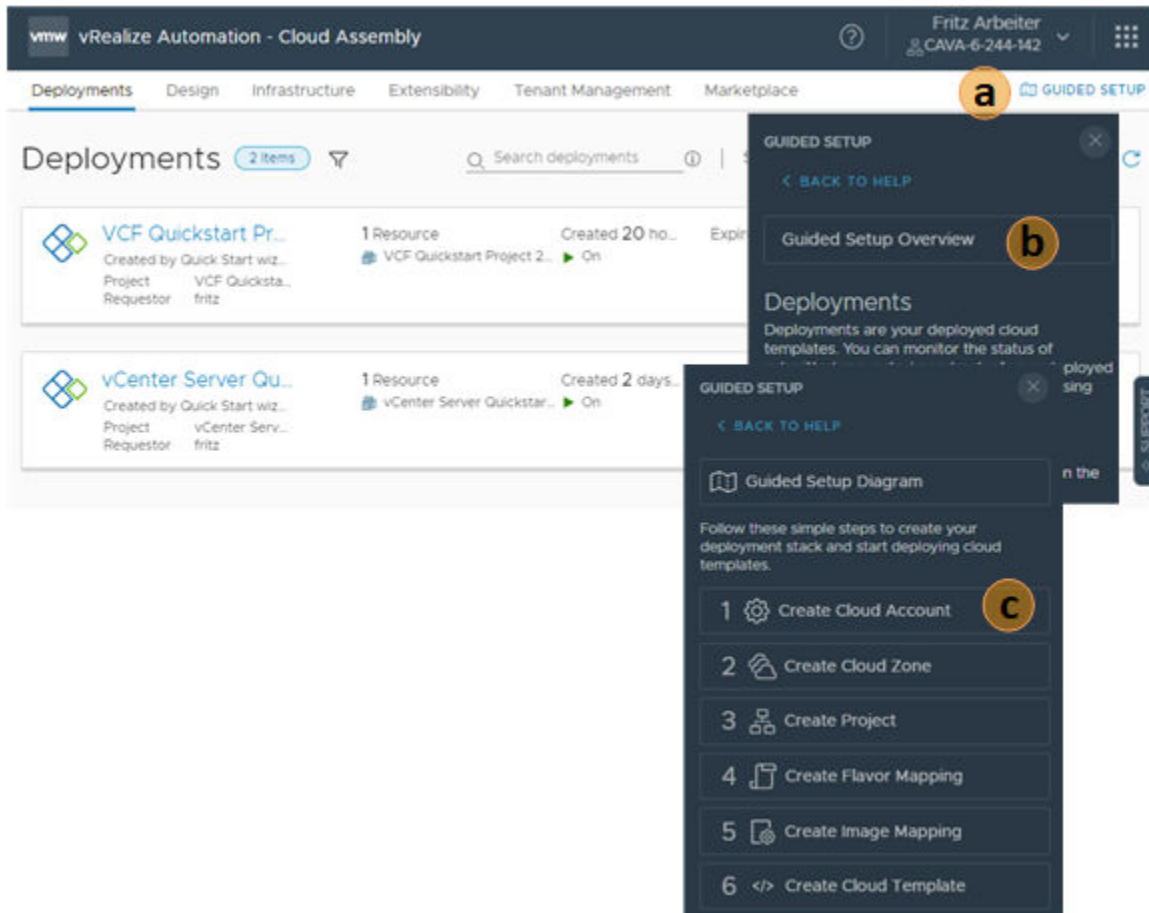 vmw vRealize Automation - Cloud Assembly
Fritz Arbeiter
CAVA-6-244-142
Deployments Design Infrastructure Extensibility Tenant Management Marketplace
a
GUIDED SETUP
Deployments 2 items
Search deployments
VCF Quickstart Pr...
Created by Quick Start wiz...
Project VCF Quicksta...
Requestor fritz
1 Resource
VCF Quickstart Project 2...
Created 20 ho...
On
Expir
vCenter Server Qu...
Created by Quick Start wiz...
Project vCenter Serv...
Requestor fritz
1 Resource
vCenter Server Quickstar...
Created 2 days...
On
GUIDED SETUP
< BACK TO HELP
Guided Setup Overview
b
Deployments
Deployments are your deployed cloud
templates. You can monitor the status of
ployed
sing
n the
SUPPORT
GUIDED SETUP
< BACK TO HELP
Guided Setup Diagram
Follow these simple steps to create your
deployment stack and start deploying cloud
templates.
1 Create Cloud Account
c
2 Create Cloud Zone
3 Create Project
4 Create Flavor Mapping
5 Create Image Mapping
6 </> Create Cloud Template